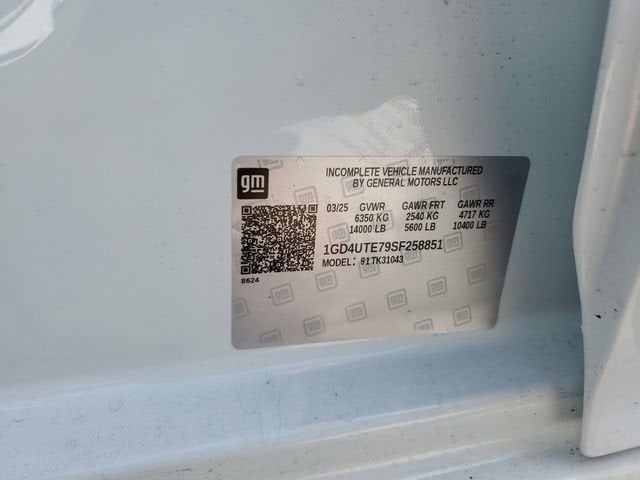 gm
INCOMPLETE VEHICLE MANUFACTURED
BY GENERAL MOTORS LLC
03/25 GVWR GAWR FRT GAWR RR
6350 KG 2540 KG 4717 KG
14000 LB 5600 LB 10400 LB
1GD4UTE79SF258851
MODEL: 91TK31043
8624